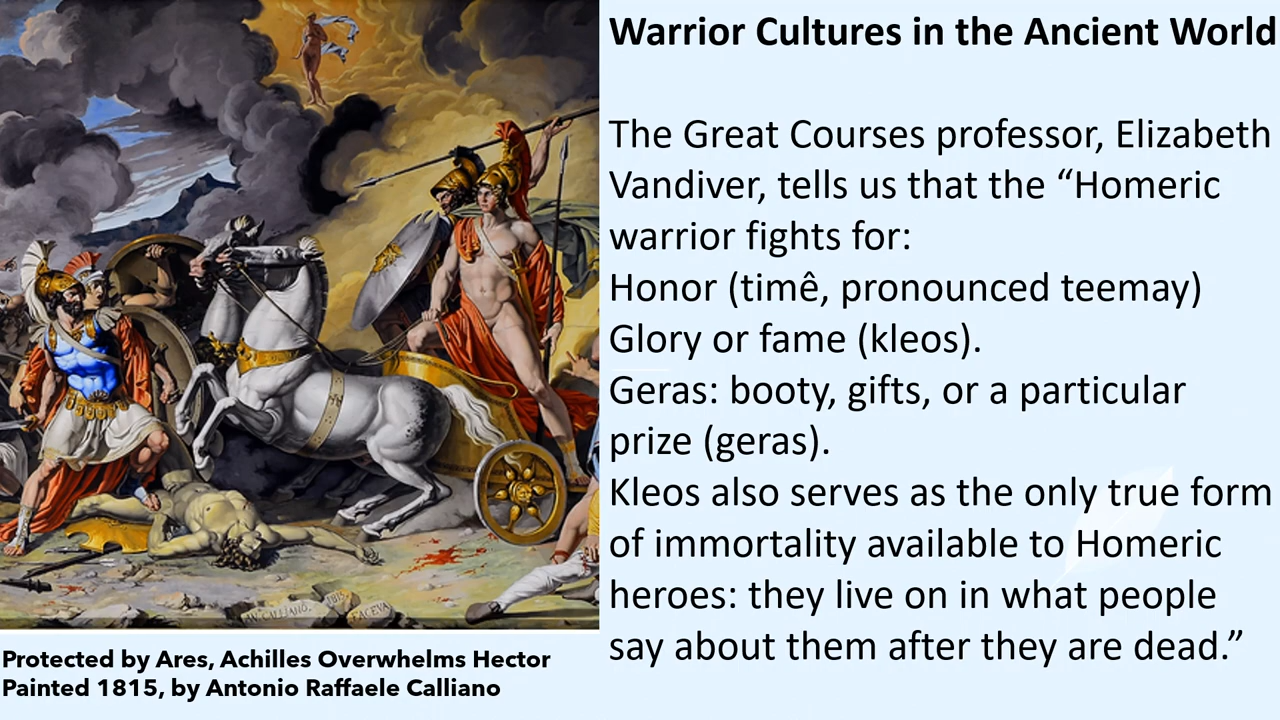 Warrior Cultures in the Ancient World
The Great Courses professor, Elizabeth
Vandiver, tells us that the “Homeric
warrior fights for:
Honor (timê, pronounced teemay)
Glory or fame (kleos).
Geras: booty, gifts, or a particular
prize (geras).
Kleos also serves as the only true form
of immortality available to Homeric
heroes: they live on in what people
say about them after they are dead.”
CALLIANO.
FACEVA
Protected by Ares, Achilles Overwhelms Hector
Painted 1815, by Antonio Raffaele Calliano